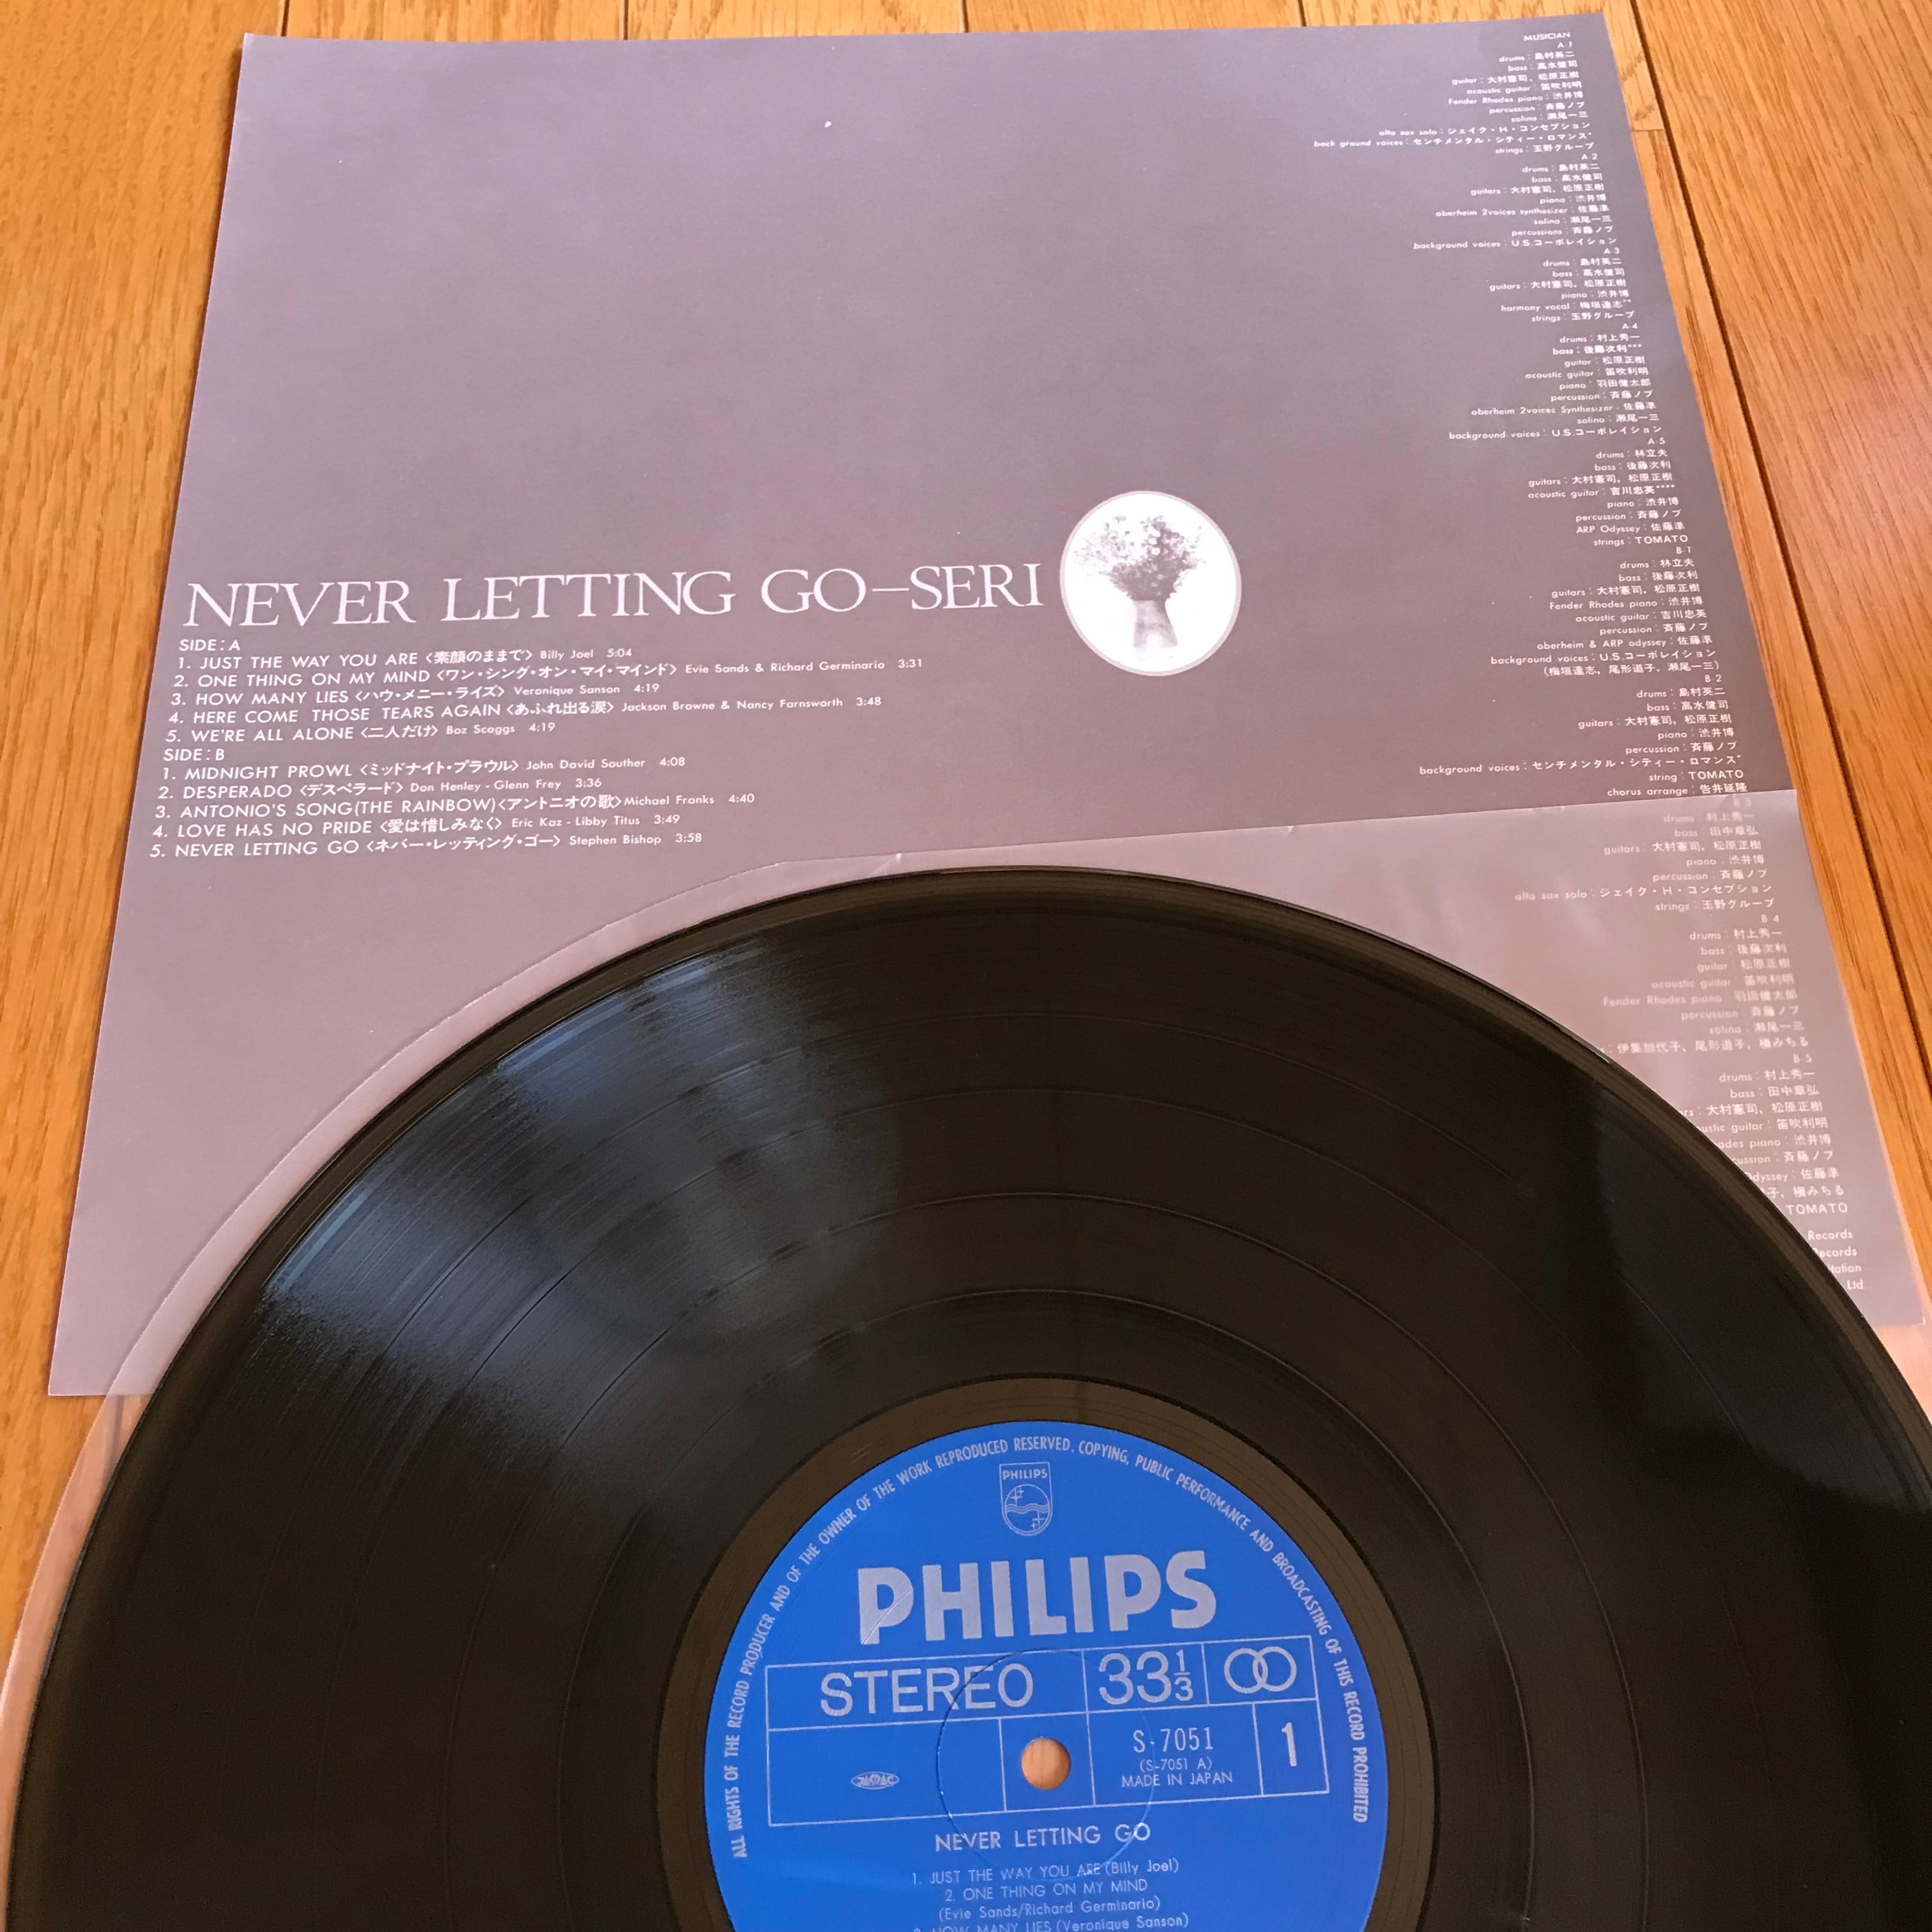 NEVER LETTING GO–SERI
SIDE:A
1. JUST THE WAY YOU ARE〈素顔のままで〉Billy Joel 5:04
2. ONE THING ON MY MIND〈ワン・シング・オン・マイ・マインド〉Evie Sands & Richard Germinario 3:31
3. HOW MANY LIES〈ハウ・メニー・ライズ〉Veronique Sanson 4:19
4. HERE COME THOSE TEARS AGAIN〈あふれ出る涙〉Jackson Browne & Nancy Farnsworth 3:48
5. WE'RE ALL ALONE〈二人だけ〉Boz Scaggs 4:19
SIDE:B
1. MIDNIGHT PROWL〈ミッドナイト・プラウル〉John David Souther 4:08
2. DESPERADO〈デスペラード〉Don Henley - Glenn Frey 3:36
3. ANTONIO'S SONG(THE RAINBOW)〈アントニオの歌〉Michael Franks 4:40
4. LOVE HAS NO PRIDE〈愛は惜しみなく〉Eric Kaz - Libby Titus 3:49
5. NEVER LETTING GO〈ネバー・レッティング・ゴー〉Stephen Bishop 3:58
MUSICIAN
A-1
drums:島村英二
bass:高水健司
guitar:大村憲司, 松原正樹
acoustic guitar:笛吹利明
Fender Rhodes piano:渋井博
percussion:斉藤ノブ
solina:瀬尾一三
alto sax solo:ジェイク・H・コンセプション
back ground voices:センチメンタル・シティー・ロマンス*
strings:玉野グループ
A-2
drums:島村英二
bass:高水健司
guitars:大村憲司, 松原正樹
piano:渋井博
oberheim 2voices synthesizer:佐藤準
solina:瀬尾一三
percussions:斉藤ノブ
background voices:U.S.コーポレイション
A-3
drums:島村英二
bass:高水健司
guitars:大村憲司, 松原正樹
piano:渋井博
harmony vocal:梅垣達志**
strings:玉野グループ
A-4
drums:村上秀一
bass:後藤次利***
guitar:松原正樹
acoustic guitar:笛吹利明
piano:羽田健太郎
percussion:斉藤ノブ
oberheim 2voices Synthesizer:佐藤準
solina:瀬尾一三
background voices:U.S.コーポレイション
A-5
drums:林立夫
bass:後藤次利
guitars:大村憲司, 松原正樹
acoustic guitar:吉川忠英****
piano:渋井博
percussion:斉藤ノブ
ARP Odyssey:佐藤準
strings:TOMATO
B-1
drums:林立夫
bass:後藤次利
guitars:大村憲司, 松原正樹
Fender Rhodes piano:渋井博
acoustic guitar:吉川忠英
percussion:斉藤ノブ
oberheim & ARP odyssey:佐藤準
background voices:U.S.コーポレイション
(梅垣達志, 尾形道子, 瀬尾一三)
B-2
drums:島村英二
bass:高水健司
guitars:大村憲司, 松原正樹
piano:渋井博
percussion:斉藤ノブ
background voices:センチメンタル・シティー・ロマンス*
string:TOMATO
chorus arrange:告井延隆
B-3
drums:村上秀一
bass:田中章弘
guitars:大村憲司, 松原正樹
piano:渋井博
percussion:斉藤ノブ
alto sax solo:ジェイク・H・コンセプション
strings:玉野グループ
B-4
drums:村上秀一
bass:後藤次利
guitar:松原正樹
acoustic guitar:笛吹利明
Fender Rhodes piano:羽田健太郎
percussion:斉藤ノブ
solina:瀬尾一三
:伊集加代子, 尾形道子, 槇みちる
B-5
drums:村上秀一
bass:田中章弘
rs:大村憲司, 松原正樹
ustic guitar:笛吹利明
odes piano:渋井博
cussion:斉藤ノブ
dyssey:佐藤準
子, 槇みちる
TOMATO
Records
Records
Ltd.
ALL RIGHTS OF THE RECORD PRODUCER AND OF THE OWNER OF THE WORK REPRODUCED RESERVED. COPYING, PUBLIC PERFORMANCE AND BROADCASTING OF THIS RECORD PROHIBITED
PHILIPS
PHILIPS
STEREO 33 1/3
S-7051
(S-7051 A)
MADE IN JAPAN
1
JASRAC
NEVER LETTING GO
1. JUST THE WAY YOU ARE(Billy Joel)
2. ONE THING ON MY MIND
(Evie Sands/Richard Germinario)
3. HOW MANY LIES(Veronique Sanson)